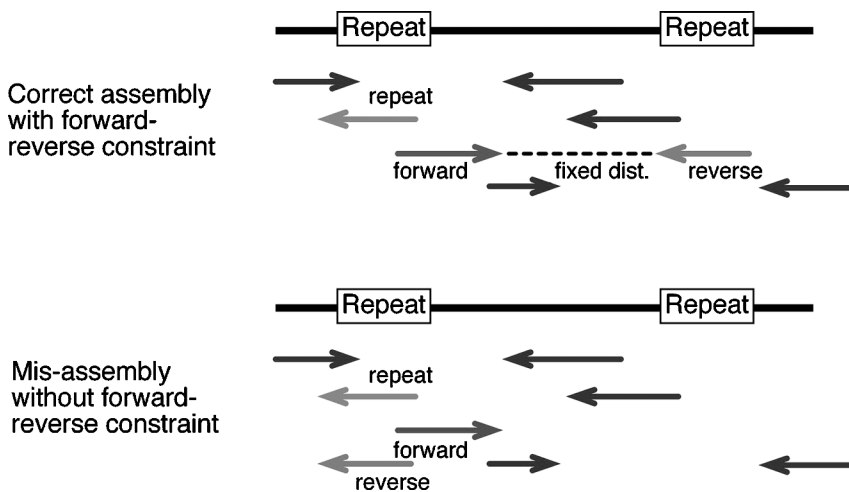 Repeat Repeat
Correct assembly
with forward-
reverse constraint
repeat
forward fixed dist. reverse
Repeat Repeat
Mis-assembly
without forward-
reverse constraint
repeat
forward
reverse